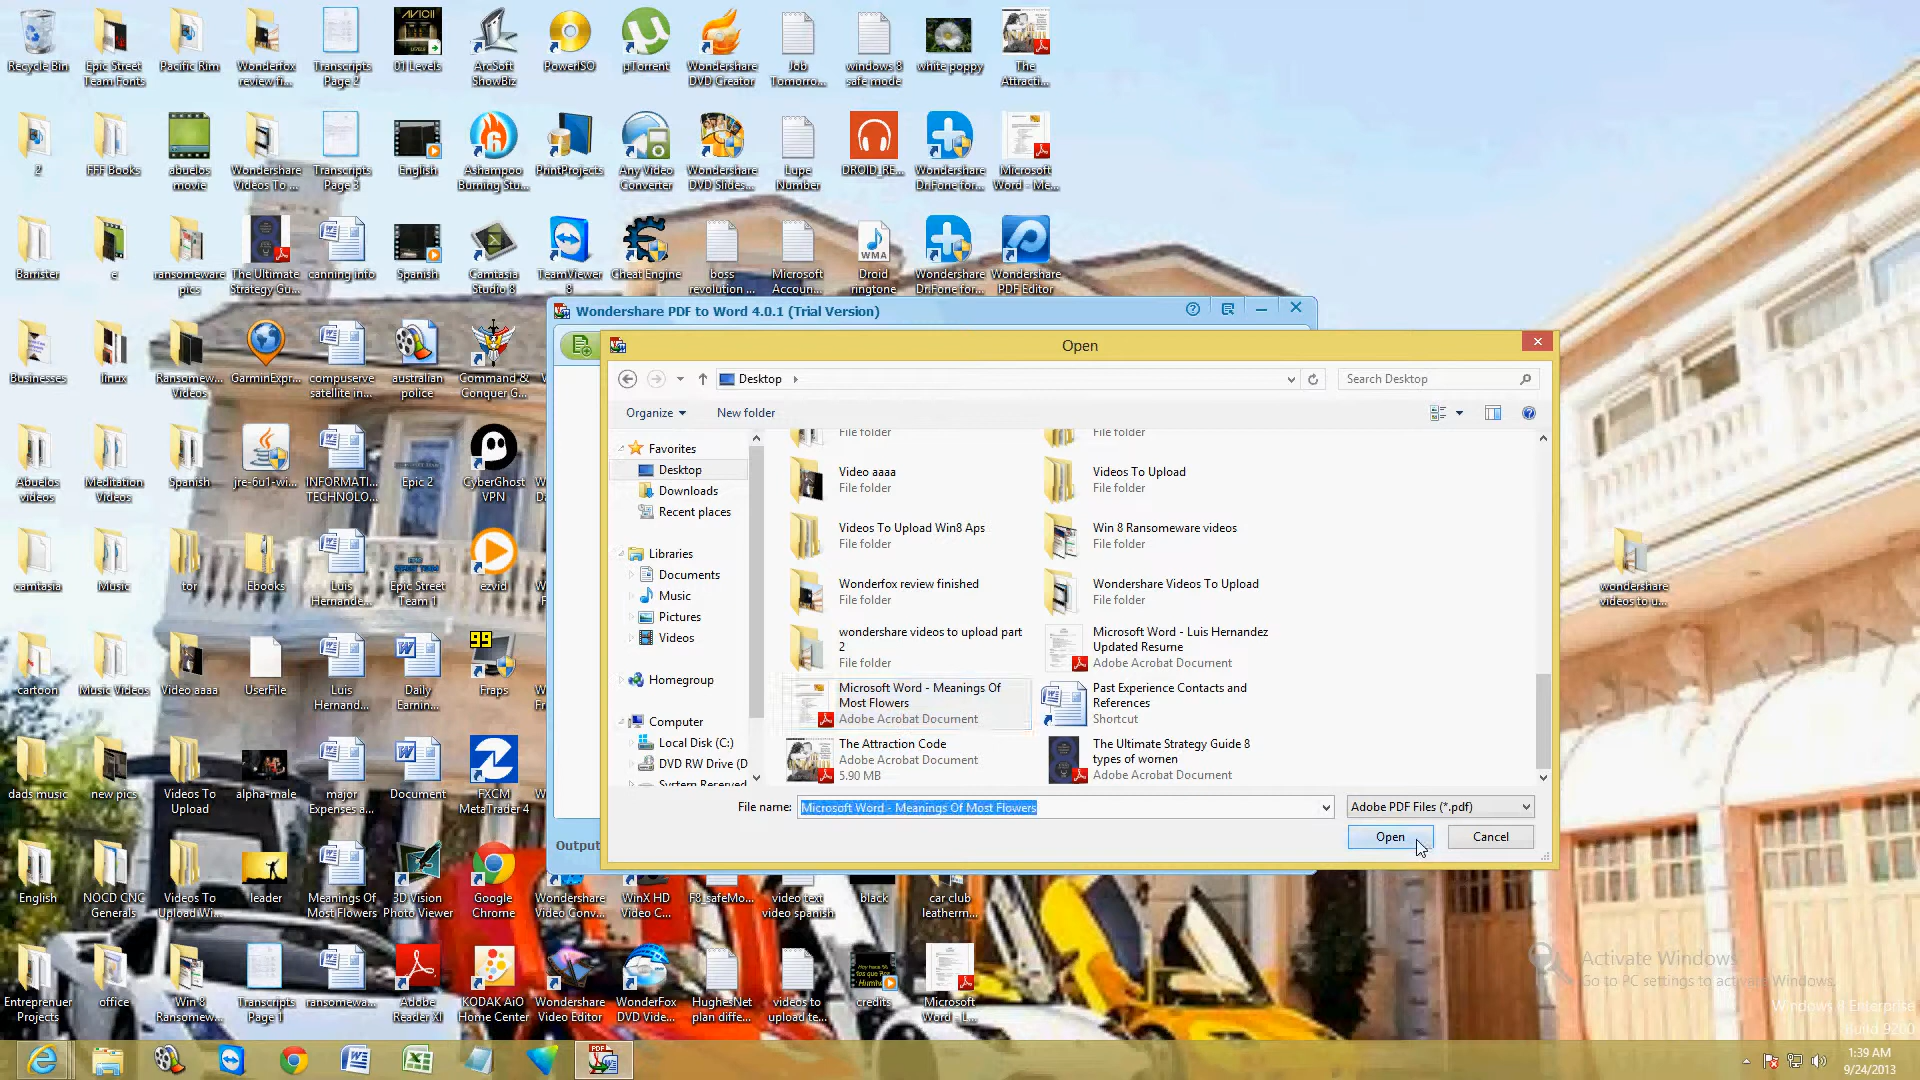 Recycle Bin
Epic Street
Team Fonts
Pacific Rim
Wonderfox
review fi...
Transcripts
Page 2
01 Levels
ArcSoft
ShowBiz
PowerISO
µTorrent
Wondershare
DVD Creator
Job
Tomorro...
windows 8
safe mode
white poppy
The
Attracti...
2
FFF Books
abuelos
movie
Wondershare
Videos To ...
Transcripts
Page 3
English
Ashampoo
Burning Stu...
PrintProjects
Any Video
Converter
Wondershare
DVD Slides...
Lupe
Number
DROID_RE...
Wondershare
Dr.Fone for...
Microsoft
Word - Me...
Barrister
e
ransomeware
pics
The Ultimate
Strategy Gu...
canning info
Spanish
Camtasia
Studio 8
TeamViewer
8
Cheat Engine
boss
revolution ...
Microsoft
Accoun...
Droid
ringtone
Wondershare
Dr.Fone for...
Wondershare
PDF Editor
Businesses
linux
Ransomew...
Videos
GarminExpr...
compuserve
satellite in...
australian
police
Command &
Conquer G...
Abuelos
videos
Meditation
Videos
Spanish
jre-6u1-wi...
INFORMATI...
TECHNOLO...
Epic 2
CyberGhost
VPN
camtasia
Music
tor
Ebooks
Luis
Hernande...
Epic Street
Team 1
ezvid
cartoon
Music Videos
Video aaaa
UserFile
Luis
Hernand...
Daily
Earnin...
Fraps
dads music
new pics
Videos To
Upload
alpha-male
major
Expenses a...
Document
FXCM
MetaTrader 4
English
NOCD CNC
Generals
Videos To
Upload Wi...
leader
Meanings Of
Most Flowers
3D Vision
Photo Viewer
Google
Chrome
Wondershare
Video Conv...
WinX HD
Video C...
F8_safeMo...
video text
video spanish
black
car club
leatherm...
Entreprenuer
Projects
office
Win 8
Ransomew...
Transcripts
Page 1
ransomewa...
Adobe
Reader XI
KODAK AiO
Home Center
Wondershare
Video Editor
WonderFox
DVD Vide...
HughesNet
plan diffe...
videos to
upload te...
credits
Microsoft
Word - L...
wondershare
videos to u...
Wondershare PDF to Word 4.0.1 (Trial Version)
Output
Open
Desktop
Search Desktop
Organize
New folder
Favorites
Desktop
Downloads
Recent places
Libraries
Documents
Music
Pictures
Videos
Homegroup
Computer
Local Disk (C:)
DVD RW Drive (D
System Reserved
File folder
File folder
Video aaaa
File folder
Videos To Upload
File folder
Videos To Upload Win8 Aps
File folder
Win 8 Ransomeware videos
File folder
Wonderfox review finished
File folder
Wondershare Videos To Upload
File folder
wondershare videos to upload part
2
File folder
Microsoft Word - Luis Hernandez
Updated Resume
Adobe Acrobat Document
Microsoft Word - Meanings Of
Most Flowers
Adobe Acrobat Document
Past Experience Contacts and
References
Shortcut
The Attraction Code
Adobe Acrobat Document
5.90 MB
The Ultimate Strategy Guide 8
types of women
Adobe Acrobat Document
File name:
Microsoft Word - Meanings Of Most Flowers
Adobe PDF Files (*.pdf)
Open
Cancel
Activate Windows
Go to PC settings to activate Windows.
Windows 8 Enterprise
Build 9200
1:39 AM
9/24/2013